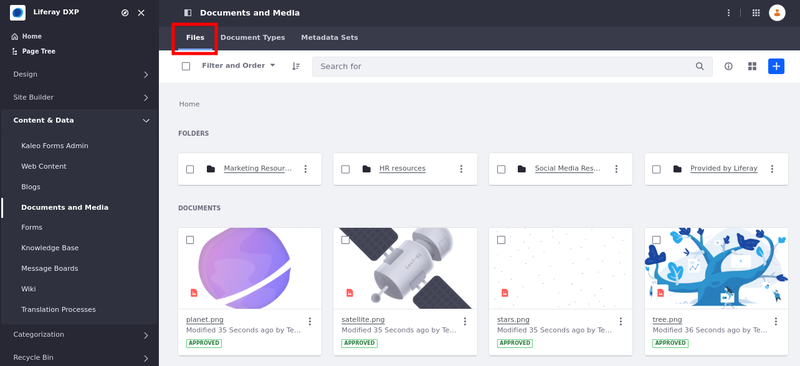 Liferay DXP
Home
Page Tree
Design
Site Builder
Content & Data
Kaleo Forms Admin
Web Content
Blogs
Documents and Media
Forms
Knowledge Base
Message Boards
Wiki
Translation Processes
Categorization
Recycle Bin
Documents and Media
Files Document Types Metadata Sets
Filter and Order Search for
Home
FOLDERS
Marketing Resour... HR resources Social Media Res... Provided by Liferay
DOCUMENTS
planet.png satellite.png stars.png tree.png
Modified 35 Seconds ago by Te... Modified 35 Seconds ago by Te... Modified 35 Seconds ago by Te... Modified 36 Seconds ago by Te...
APPROVED APPROVED APPROVED APPROVED